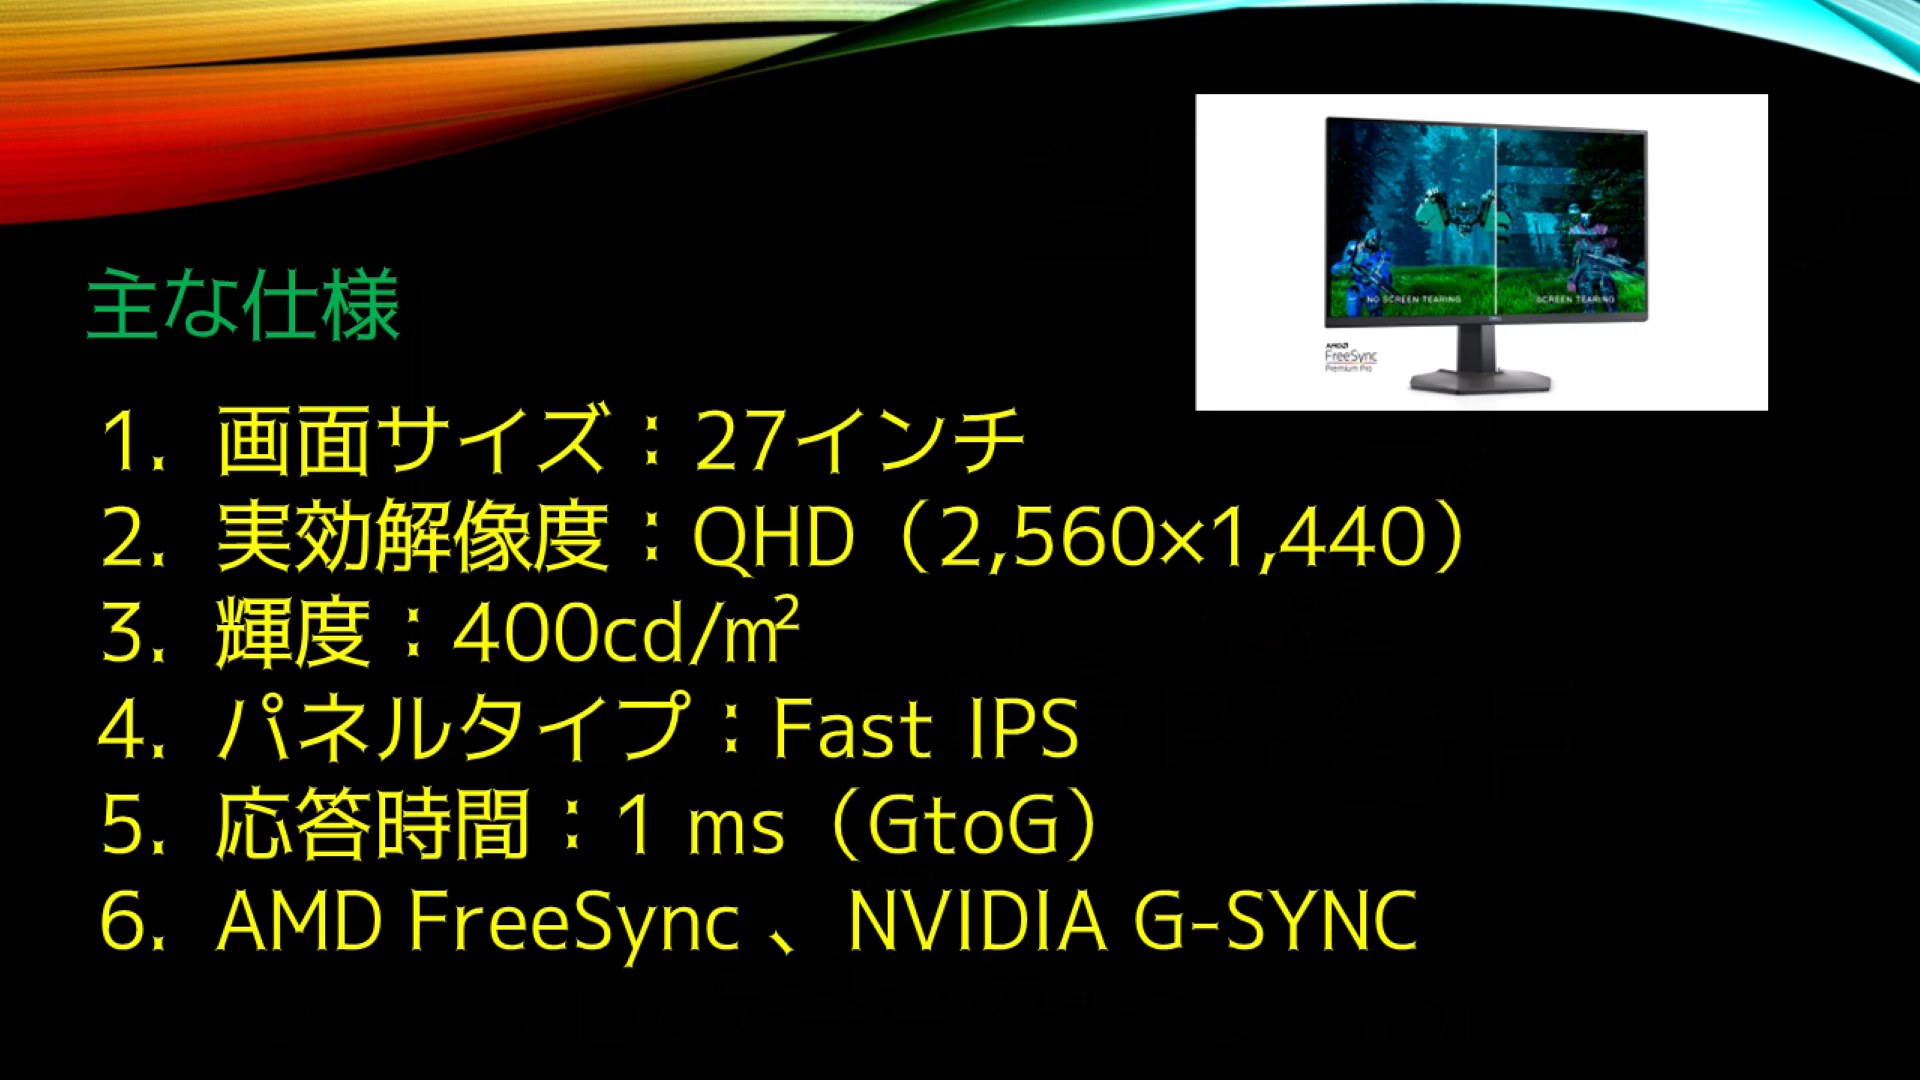 NO SCREEN TEARING
SCREEN TEARING
DELL
AMD
FreeSync
Premium Pro
主な仕様
1. 画面サイズ：27インチ
2. 実効解像度：QHD（2,560×1,440）
3. 輝度：400cd/㎡
4. パネルタイプ：Fast IPS
5. 応答時間：1 ms（GtoG）
6. AMD FreeSync 、NVIDIA G-SYNC